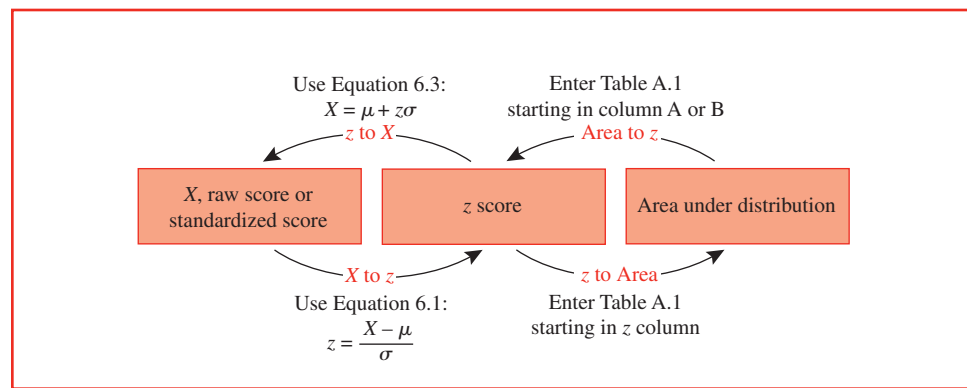 Use Equation 6.3:
X = μ + zσ
z to X
Enter Table A.1
starting in column A or B
Area to z
X, raw score or
standardized score
z score
Area under distribution
X to z
Use Equation 6.1:
z = (X – μ) / σ
z to Area
Enter Table A.1
starting in z column